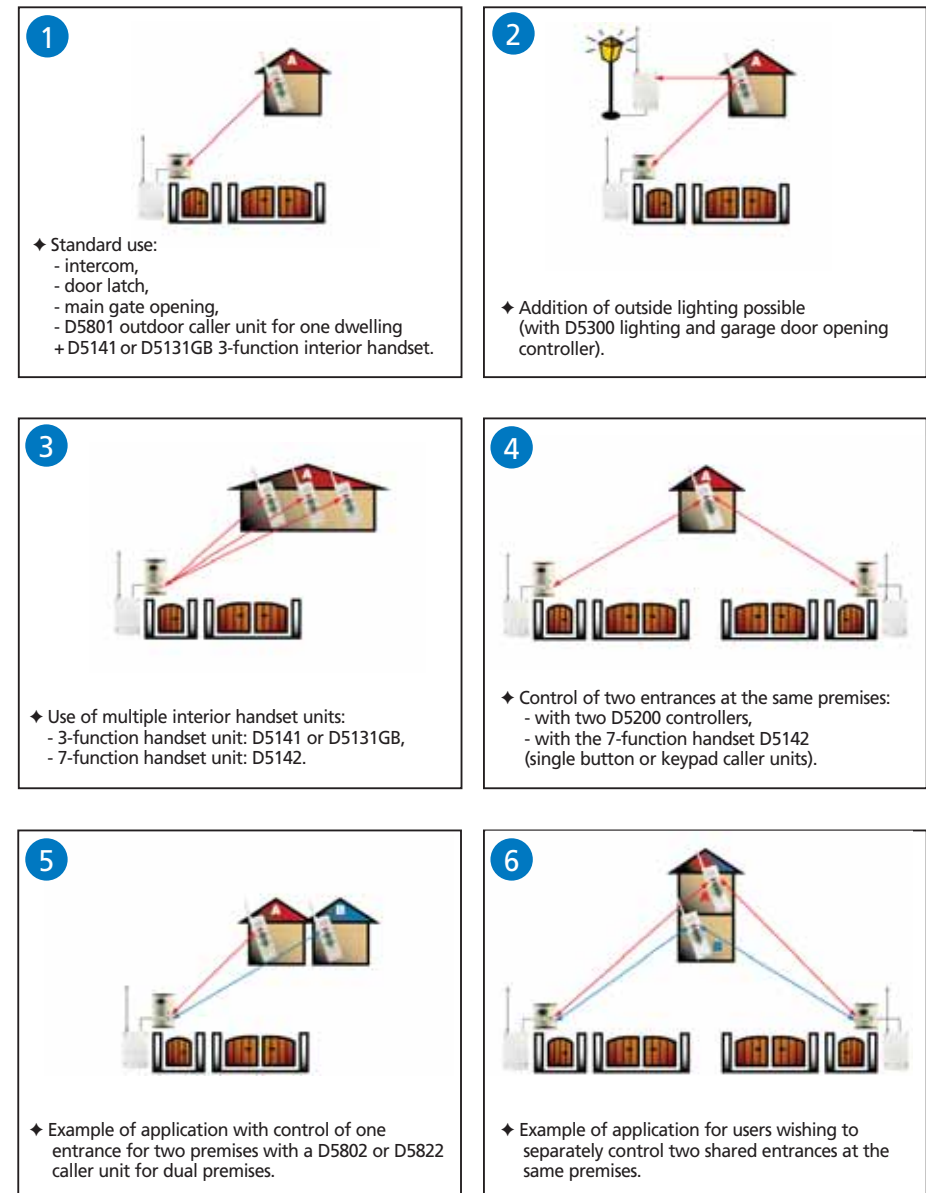 1
A
✦ Standard use:
- intercom,
- door latch,
- main gate opening,
- D5801 outdoor caller unit for one dwelling
+ D5141 or D5131GB 3-function interior handset.
2
A
✦ Addition of outside lighting possible
(with D5300 lighting and garage door opening
controller).
3
A
✦ Use of multiple interior handset units:
- 3-function handset unit: D5141 or D5131GB,
- 7-function handset unit: D5142.
4
A
✦ Control of two entrances at the same premises:
- with two D5200 controllers,
- with the 7-function handset D5142
(single button or keypad caller units).
5
A B
✦ Example of application with control of one
entrance for two premises with a D5802 or D5822
caller unit for dual premises.
6
A
B
✦ Example of application for users wishing to
separately control two shared entrances at the
same premises.